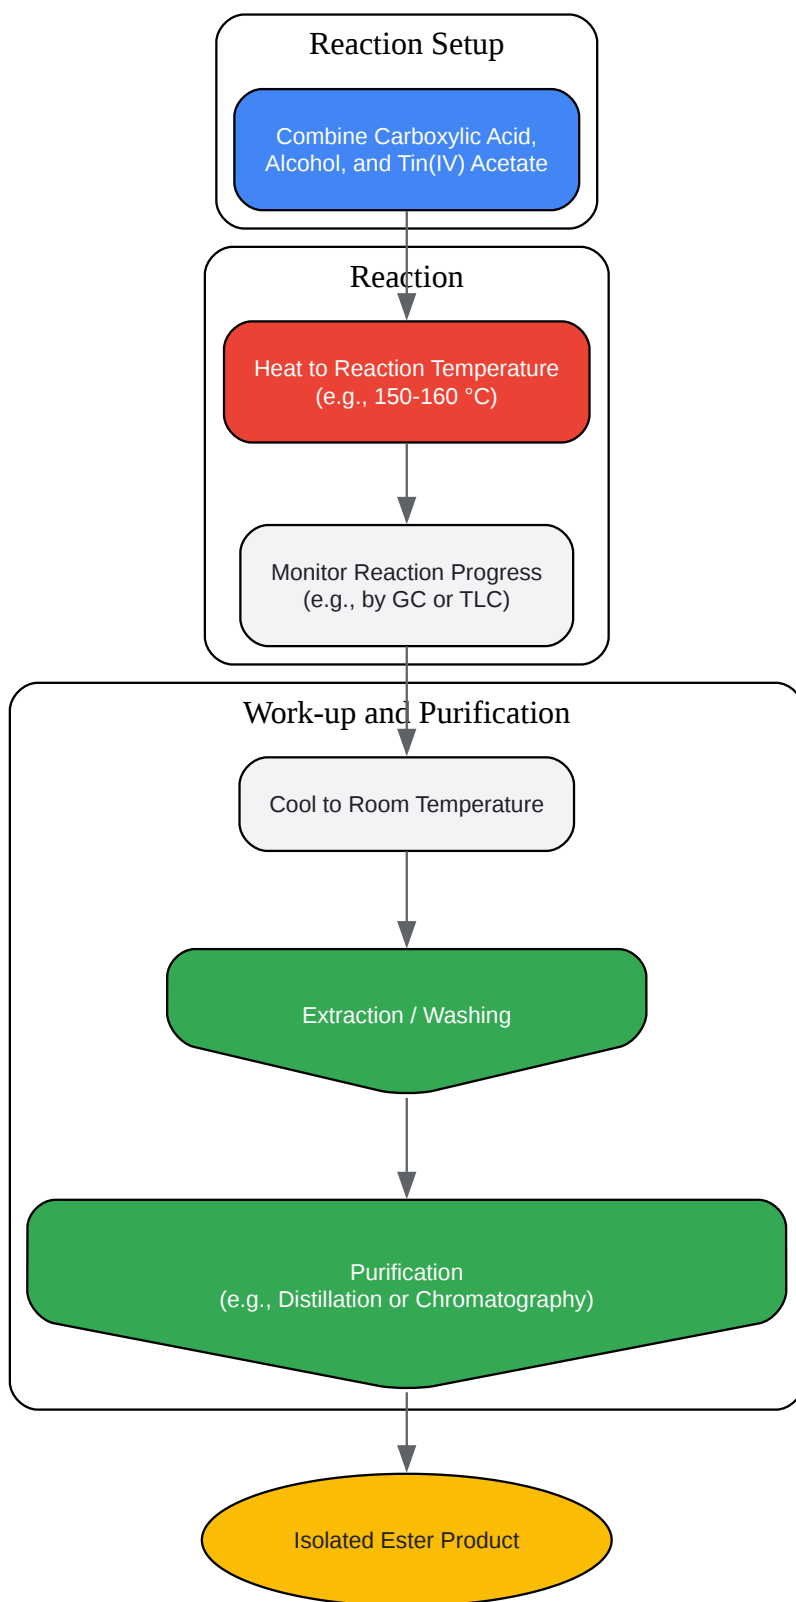 Reaction Setup
Combine Carboxylic Acid,
Alcohol, and Tin(IV) Acetate
Reaction
Heat to Reaction Temperature
(e.g., 150-160 °C)
Monitor Reaction Progress
(e.g., by GC or TLC)
Work-up and Purification
Cool to Room Temperature
Extraction / Washing
Purification
(e.g., Distillation or Chromatography)
Isolated Ester Product